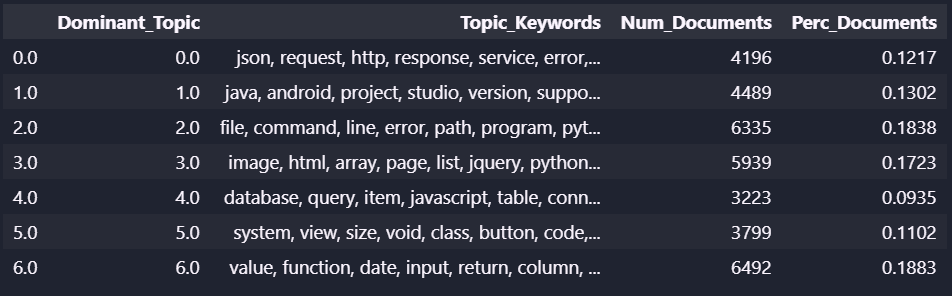 Dominant_Topic Topic_Keywords Num_Documents Perc_Documents
0.0 0.0 json, request, http, response, service, error,... 4196 0.1217
1.0 1.0 java, android, project, studio, version, suppo... 4489 0.1302
2.0 2.0 file, command, line, error, path, program, pyt... 6335 0.1838
3.0 3.0 image, html, array, page, list, jquery, python... 5939 0.1723
4.0 4.0 database, query, item, javascript, table, conn... 3223 0.0935
5.0 5.0 system, view, size, void, class, button, code,... 3799 0.1102
6.0 6.0 value, function, date, input, return, column, ... 6492 0.1883